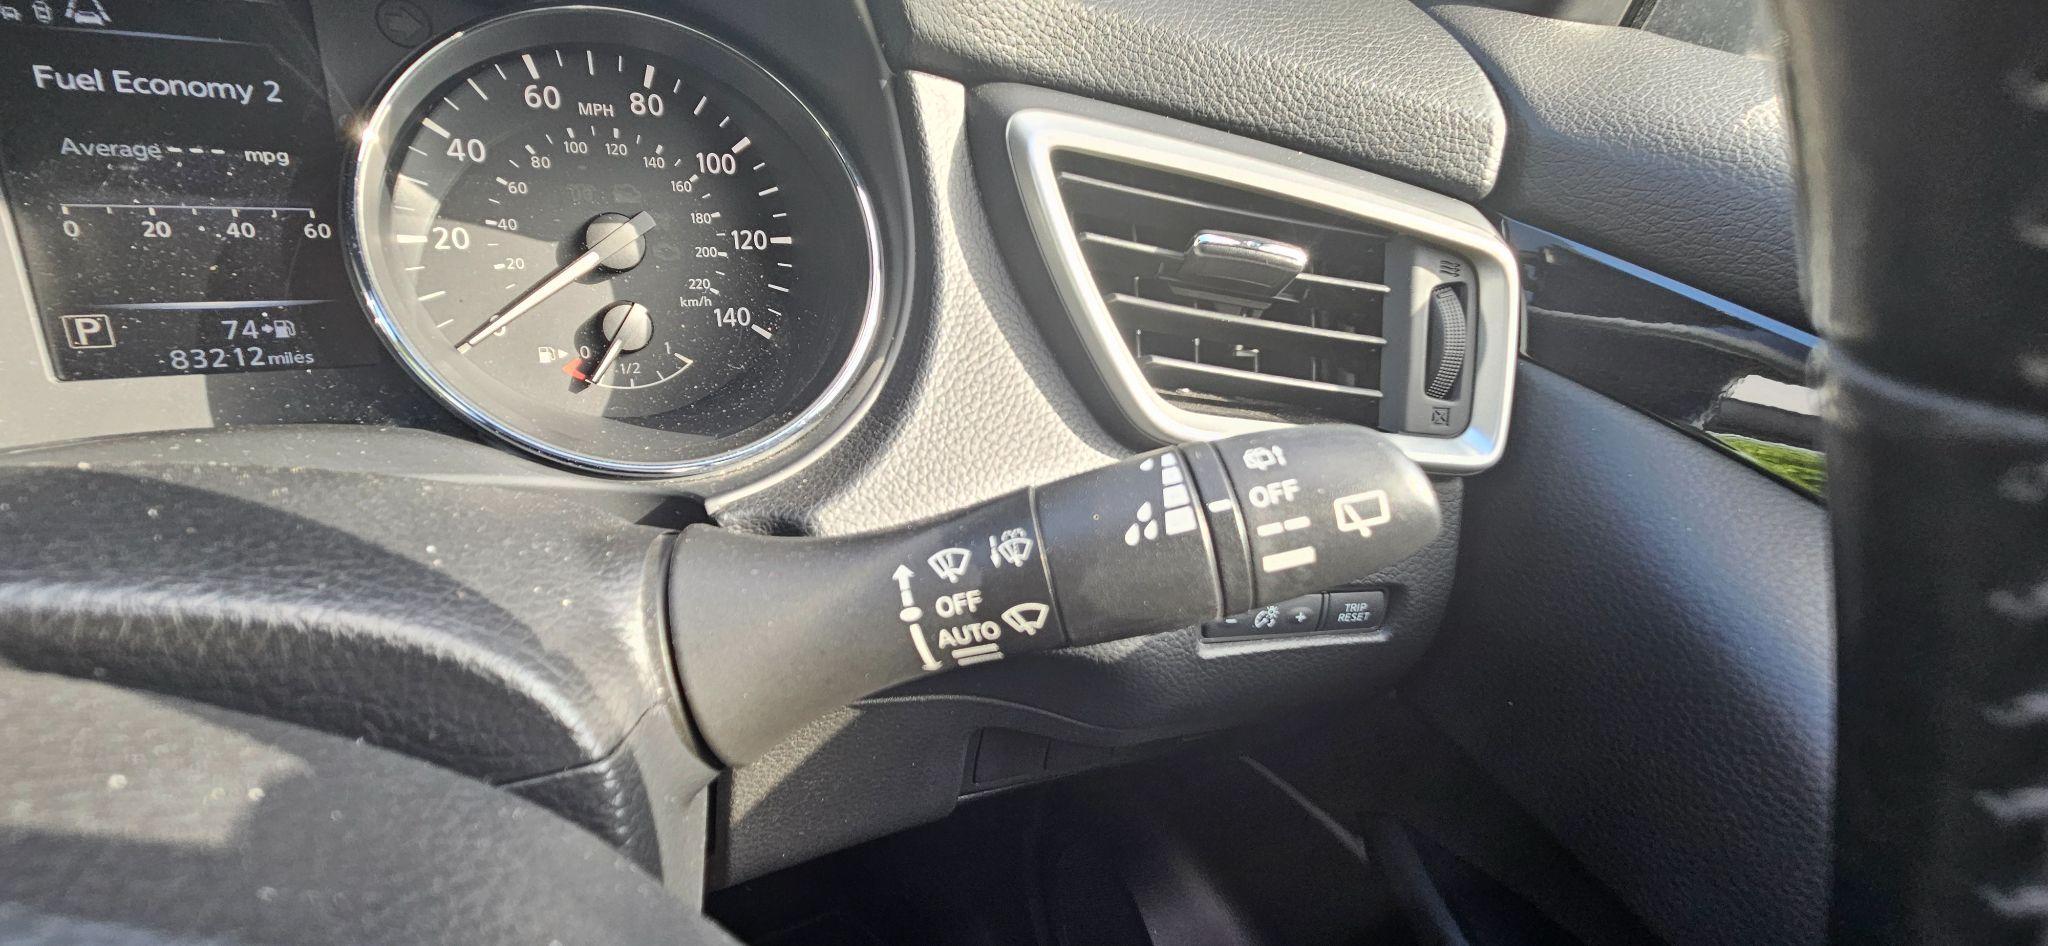 Fuel Economy 2
Average --- mpg
0 20 40 60
P
74
83212 miles
0 20 40 60 80 100 120 140
MPH
20 40 60 80 100 120 140 160 180 200 220
km/h
0 1/2 1
OFF
AUTO
OFF
- +
TRIP
RESET